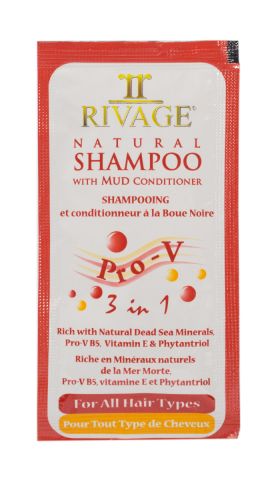 RIVAGE®
NATURAL
SHAMPOO
WITH MUD CONDITIONER
SHAMPOOING
et conditionneur à la Boue Noire
Pro-V
3 in 1
Rich with Natural Dead Sea Minerals,
Pro-V B5, Vitamin E & Phytantriol
Riche en Minéraux naturels
de la Mer Morte,
Pro-V B5, vitamine E et Phytantriol
For All Hair Types
Pour Tout Type de Cheveux